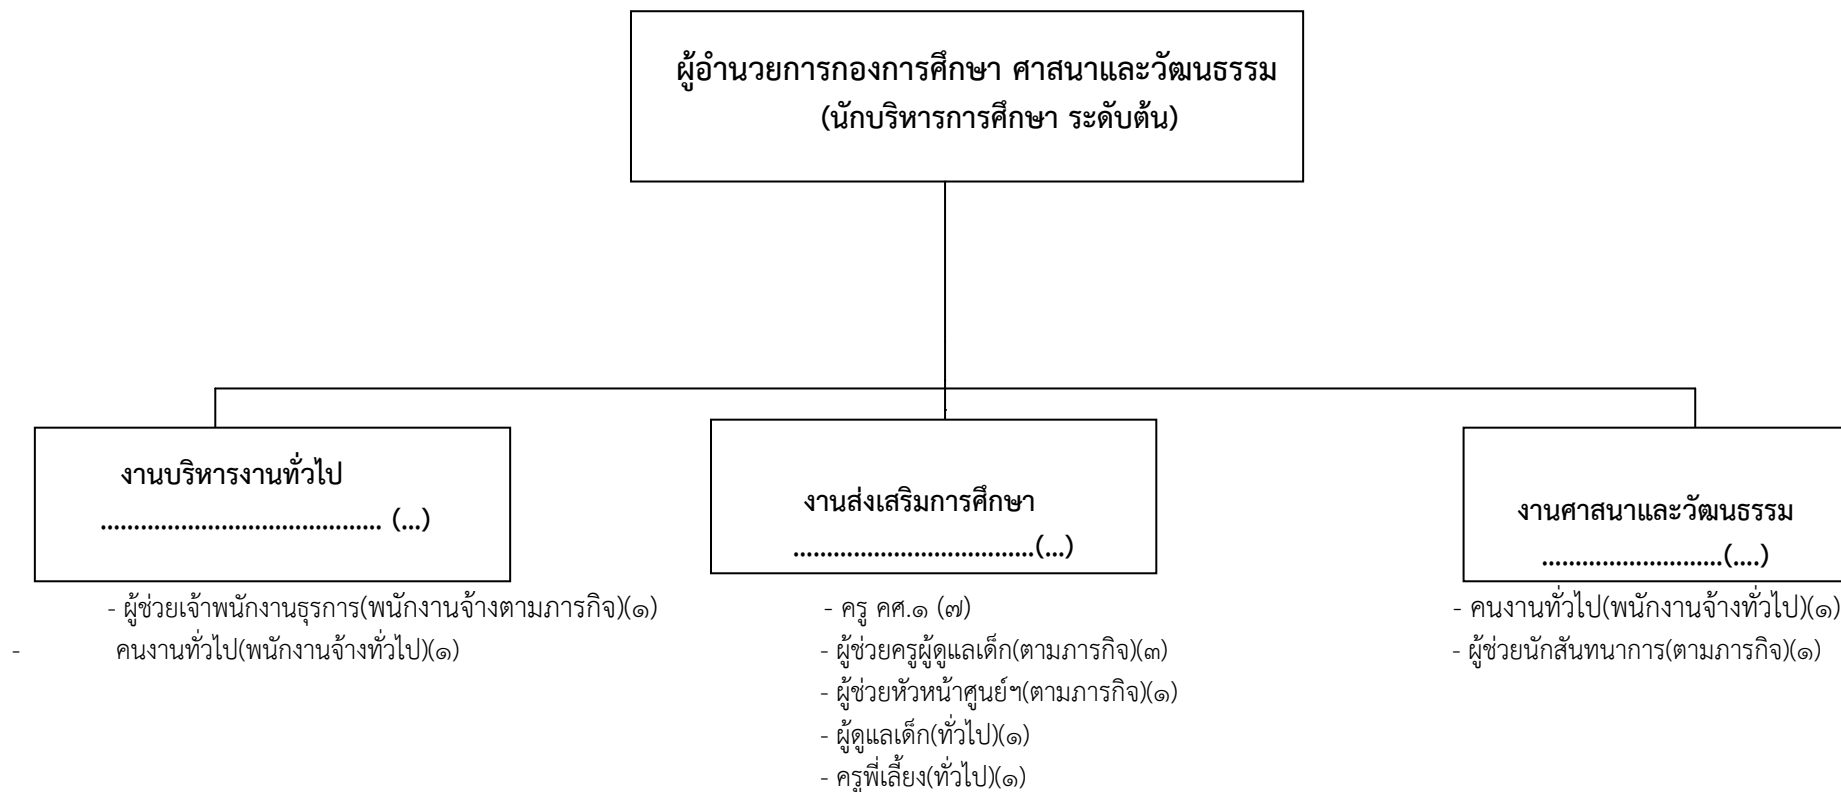 ผู้อำนวยการกองการศึกษา ศาสนาและวัฒนธรรม
(นักบริหารการศึกษา ระดับต้น)
งานบริหารงานทั่วไป
.......................................... (...)
- ผู้ช่วยเจ้าพนักงานธุรการ(พนักงานจ้างตามภารกิจ)(๑)
- คนงานทั่วไป(พนักงานจ้างทั่วไป)(๑)
งานส่งเสริมการศึกษา
....................................(...)
- ครู คศ.๑ (๗)
- ผู้ช่วยครูผู้ดูแลเด็ก(ตามภารกิจ)(๓)
- ผู้ช่วยหัวหน้าศูนย์ฯ(ตามภารกิจ)(๑)
- ผู้ดูแลเด็ก(ทั่วไป)(๑)
- ครูพี่เลี้ยง(ทั่วไป)(๑)
งานศาสนาและวัฒนธรรม
...........................(....)
- คนงานทั่วไป(พนักงานจ้างทั่วไป)(๑)
- ผู้ช่วยนักสันทนาการ(ตามภารกิจ)(๑)